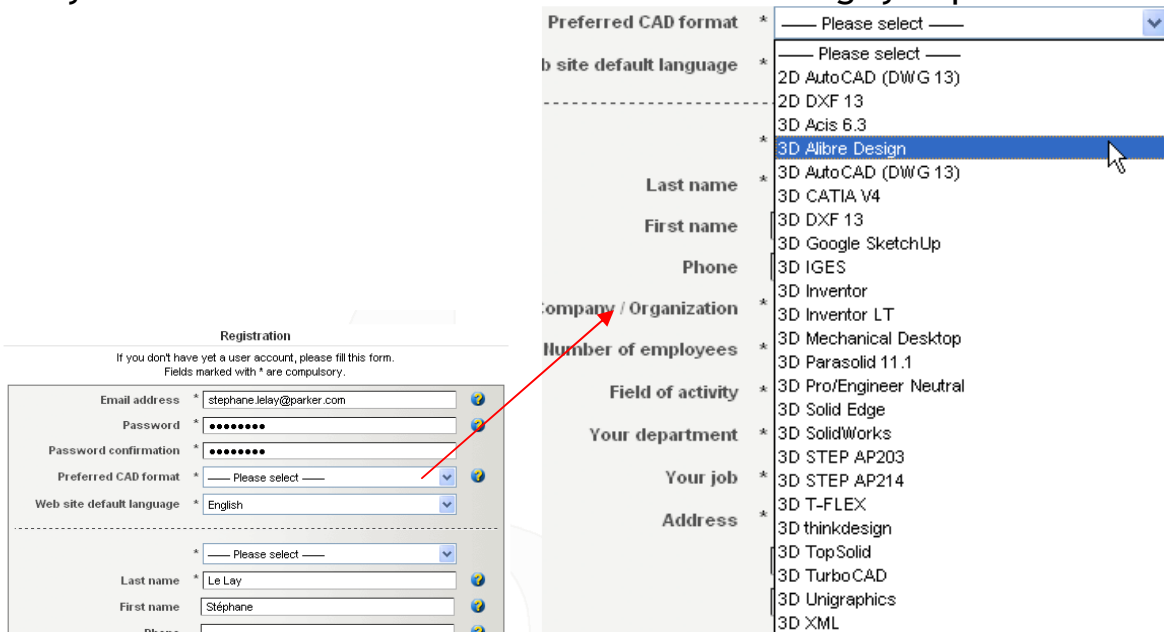 Preferred CAD format * —— Please select ——
—— Please select ——
b site default language *
2D AutoCAD (DWG 13)
2D DXF 13
3D Acis 6.3
*
3D Alibre Design
3D AutoCAD (DWG 13)
Last name *
3D CATIA V4
3D DXF 13
First name
3D Google SketchUp
Phone
3D IGES
3D Inventor
Company / Organization *
3D Inventor LT
3D Mechanical Desktop
Number of employees *
3D Parasolid 11.1
3D Pro/Engineer Neutral
Field of activity *
3D Solid Edge
3D SolidWorks
Your department *
3D STEP AP203
Your job *
3D STEP AP214
3D T-FLEX
Address *
3D thinkdesign
3D TopSolid
3D TurboCAD
3D Unigraphics
3D XML
Registration
If you don't have yet a user account, please fill this form.
Fields marked with * are compulsory.
Email address * stephane.lelay@parker.com
Password * ●●●●●●●●
Password confirmation * ●●●●●●●●
Preferred CAD format * —— Please select ——
Web site default language * English
* —— Please select ——
Last name * Le Lay
First name Stéphane
Phone